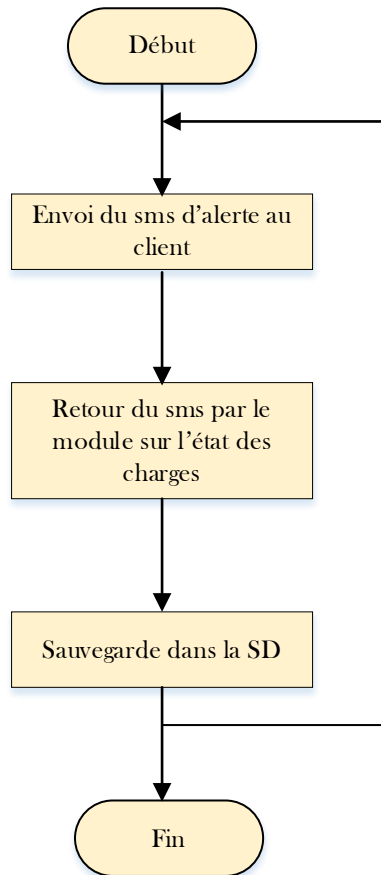 Début
Envoi du sms d'alerte au
client
Retour du sms par le
module sur l'état des
charges
Sauvegarde dans la SD
Fin